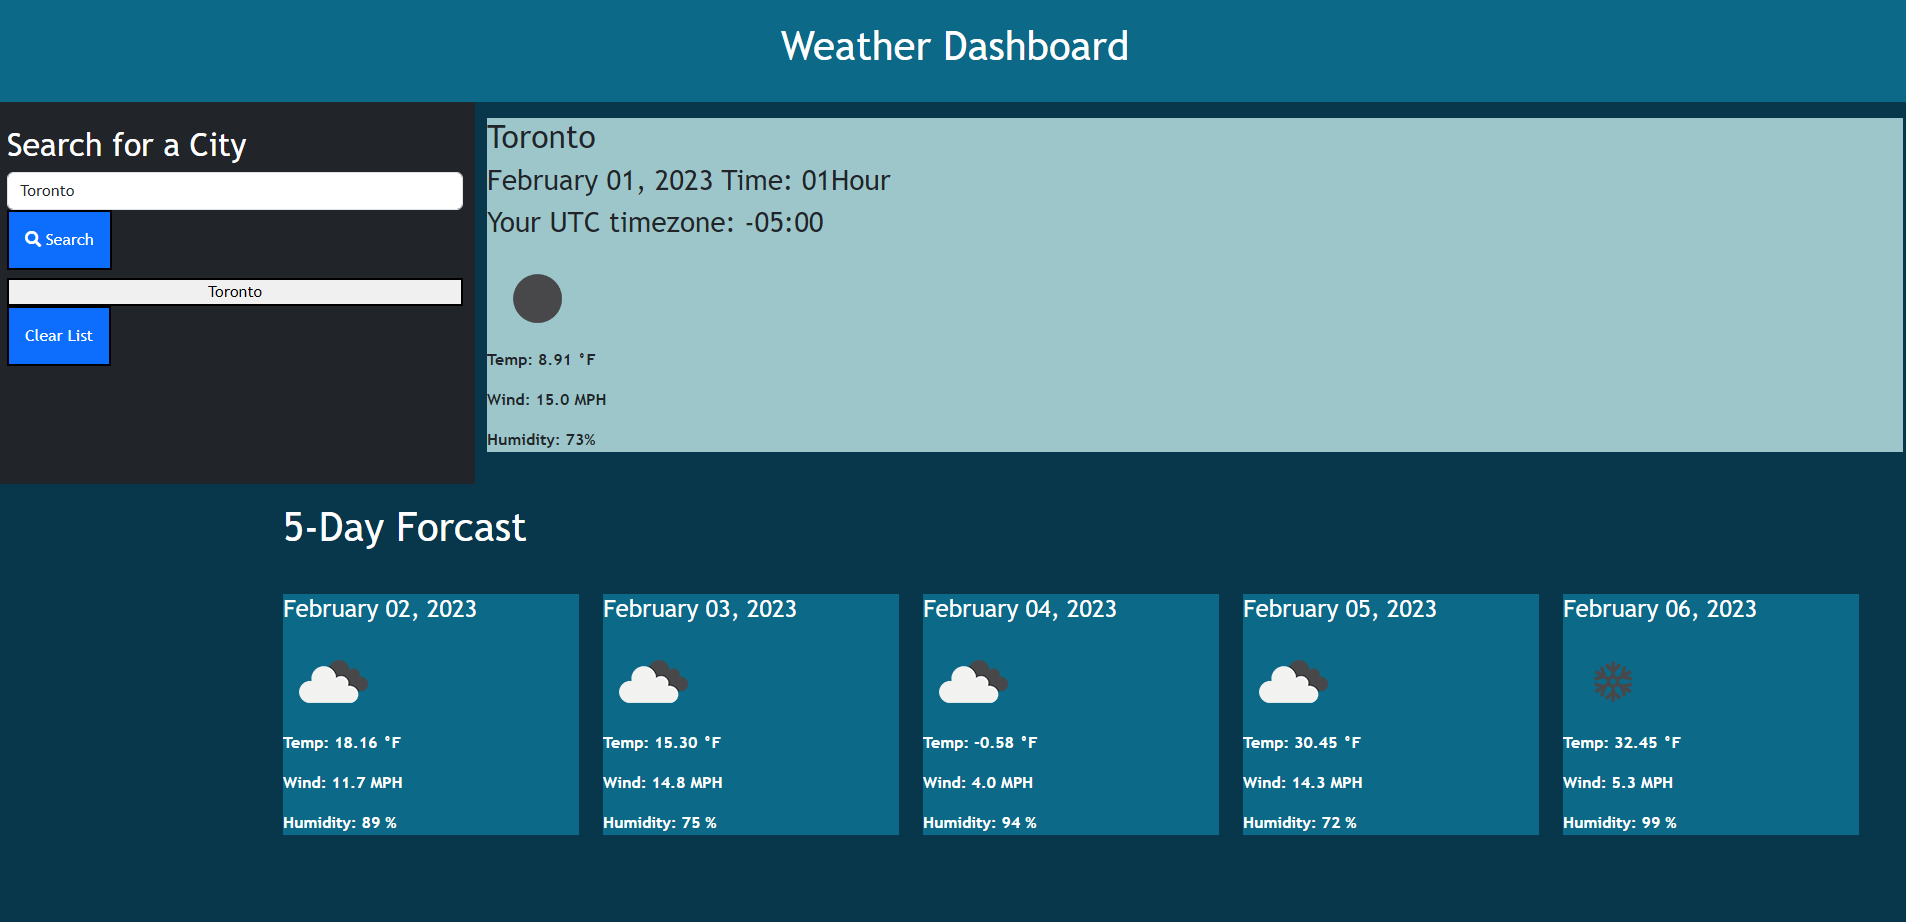 Weather Dashboard
Search for a City
Toronto
Search
Toronto
Clear List
Toronto
February 01, 2023 Time: 01Hour
Your UTC timezone: -05:00
Temp: 8.91 °F
Wind: 15.0 MPH
Humidity: 73%
5-Day Forcast
February 02, 2023
Temp: 18.16 °F
Wind: 11.7 MPH
Humidity: 89 %
February 03, 2023
Temp: 15.30 °F
Wind: 14.8 MPH
Humidity: 75 %
February 04, 2023
Temp: -0.58 °F
Wind: 4.0 MPH
Humidity: 94 %
February 05, 2023
Temp: 30.45 °F
Wind: 14.3 MPH
Humidity: 72 %
February 06, 2023
Temp: 32.45 °F
Wind: 5.3 MPH
Humidity: 99 %